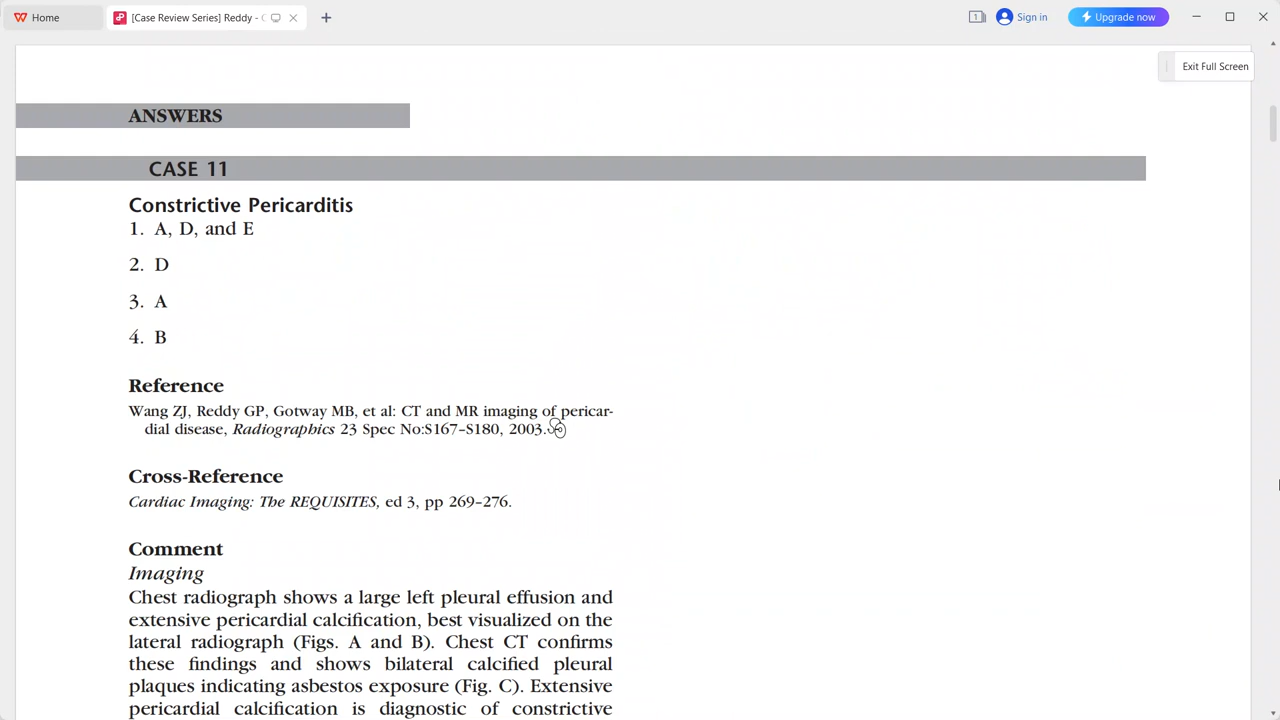 Home
[Case Review Series] Reddy - C
1
Sign in
Upgrade now
Exit Full Screen
ANSWERS
CASE 11
Constrictive Pericarditis
1. A, D, and E
2. D
3. A
4. B
Reference
Wang ZJ, Reddy GP, Gotway MB, et al: CT and MR imaging of pericar-
dial disease, Radiographics 23 Spec No:S167–S180, 2003.
Cross-Reference
Cardiac Imaging: The REQUISITES, ed 3, pp 269–276.
Comment
Imaging
Chest radiograph shows a large left pleural effusion and
extensive pericardial calcification, best visualized on the
lateral radiograph (Figs. A and B). Chest CT confirms
these findings and shows bilateral calcified pleural
plaques indicating asbestos exposure (Fig. C). Extensive
pericardial calcification is diagnostic of constrictive